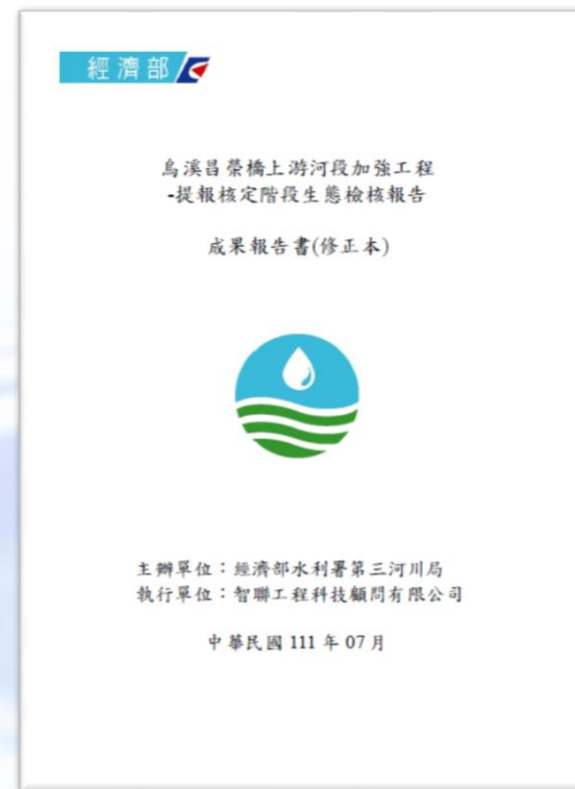 經濟部
烏溪昌榮橋上游河段加強工程
-提報核定階段生態檢核報告
成果報告書(修正本)
主辦單位：經濟部水利署第三河川局
執行單位：智聯工程科技顧問有限公司
中華民國 111 年 07 月